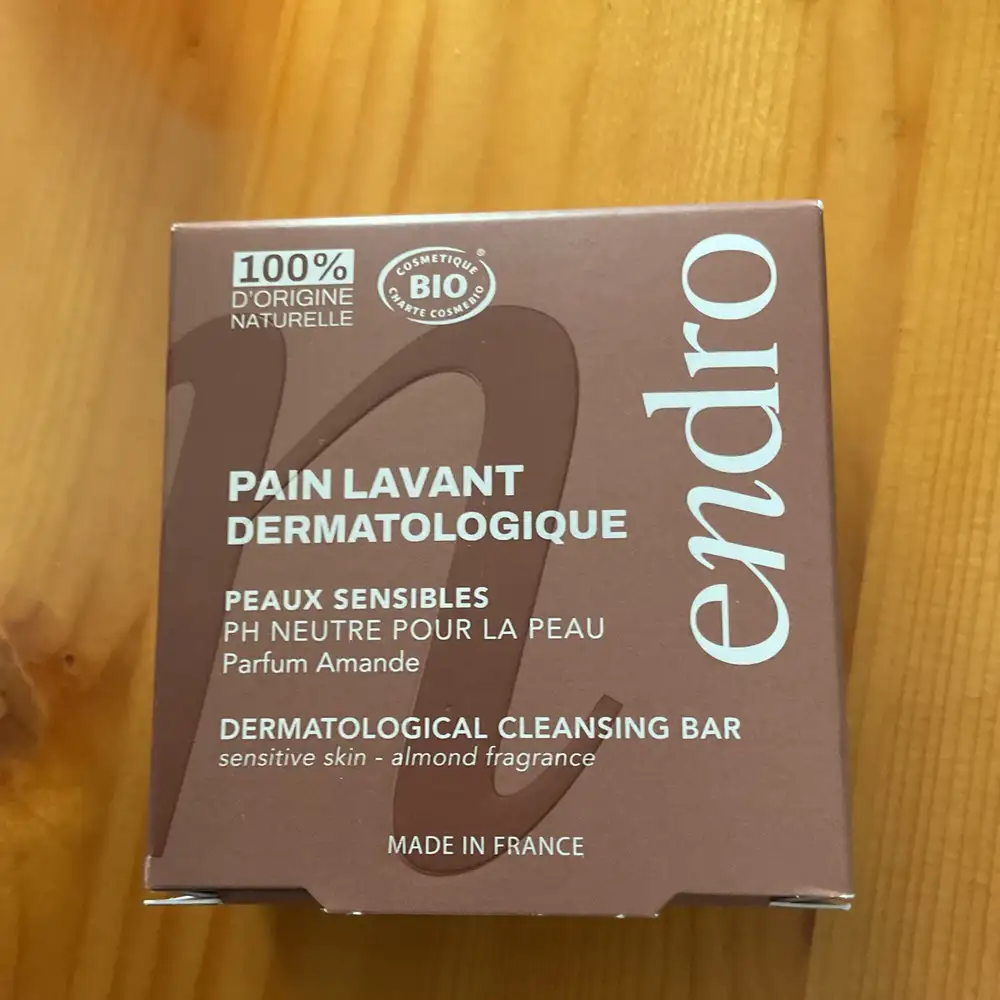 100%
D'ORIGINE
NATURELLE
COSMETIQUE
BIO
CHARTE COSMEBIO
®
endro
PAIN LAVANT
DERMATOLOGIQUE
PEAUX SENSIBLES
PH NEUTRE POUR LA PEAU
Parfum Amande
DERMATOLOGICAL CLEANSING BAR
sensitive skin - almond fragrance
MADE IN FRANCE